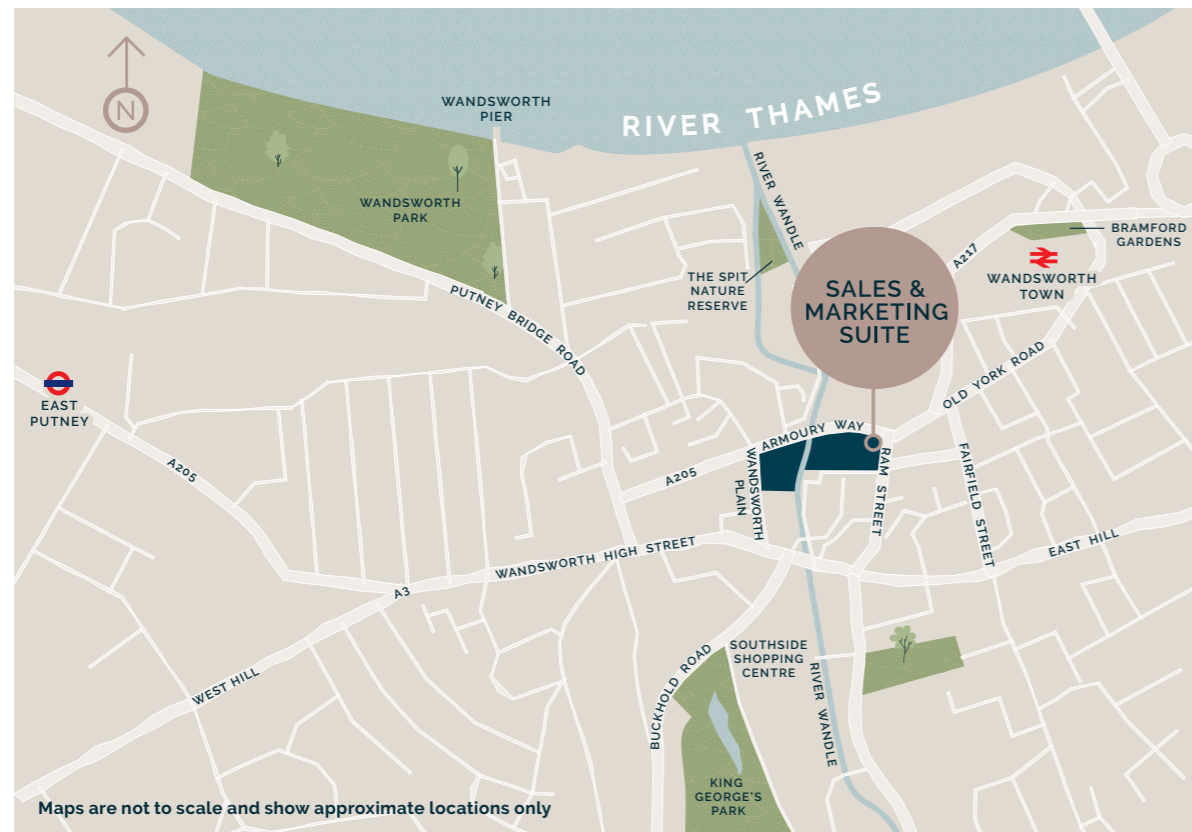 N
WANDSWORTH
PIER
RIVER THAMES
WANDSWORTH
PARK
RIVER WANDLE
BRAMFORD
GARDENS
A217
THE SPIT
NATURE
RESERVE
WANDSWORTH
TOWN
SALES &
MARKETING
SUITE
PUTNEY BRIDGE ROAD
EAST
PUTNEY
OLD YORK ROAD
ARMOURY WAY
A205
A205
WANDSWORTH
PLAIN
RAM STREET
FAIRFIELD STREET
WANDSWORTH HIGH STREET
EAST HILL
A3
WEST HILL
BUCKHOLD ROAD
SOUTHSIDE
SHOPPING
CENTRE
RIVER WANDLE
KING
GEORGE'S
PARK
Maps are not to scale and show approximate locations only